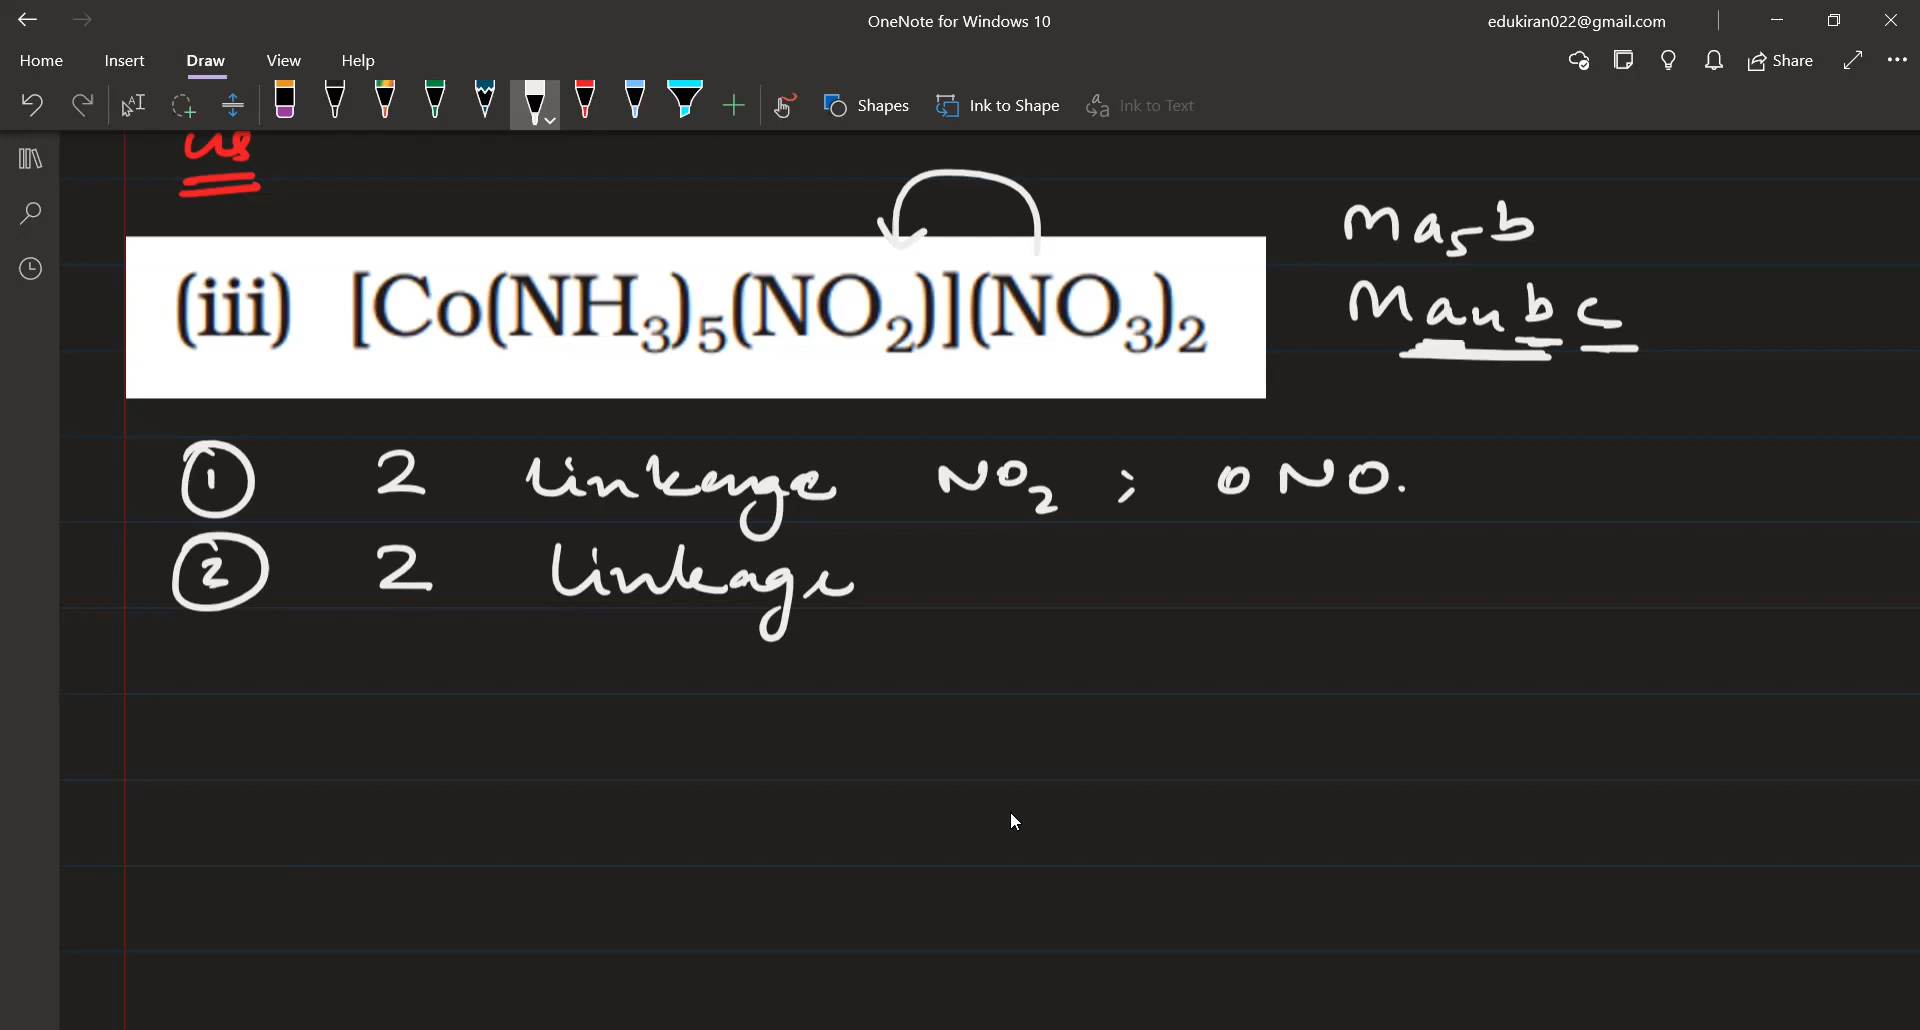 OneNote for Windows 10
edukiran022@gmail.com
Home Insert Draw View Help
Share
Shapes Ink to Shape Ink to Text
Ma₅b
(iii) [Co(NH₃)₅(NO₂)](NO₃)₂
Ma₄bc
① 2 linkage NO₂ ; ONO.
② 2 linkage